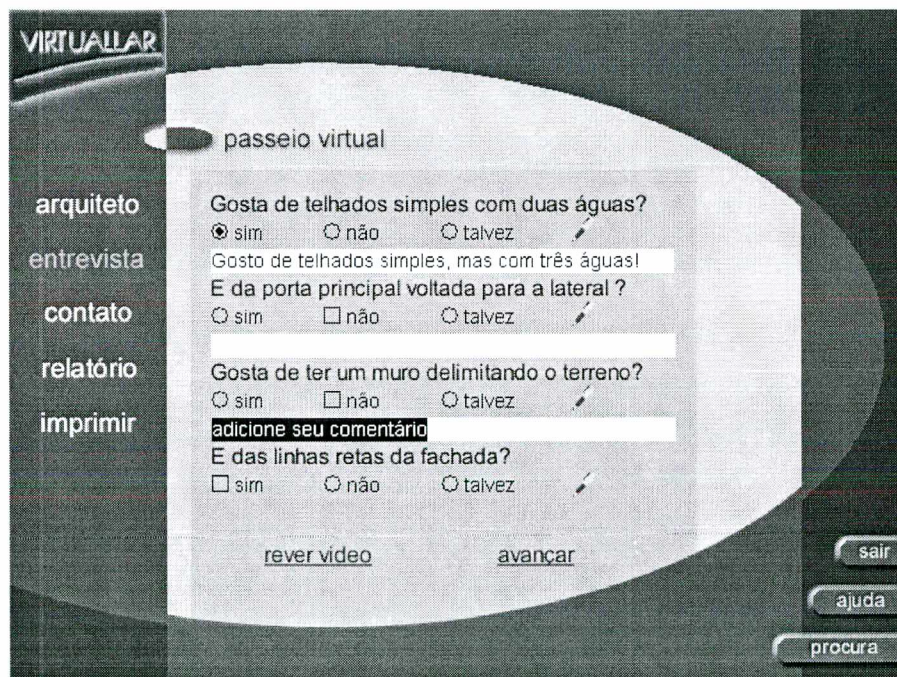 VIRTUALLAR
passeio virtual
arquiteto
entrevista
contato
relatório
imprimir
Gosta de telhados simples com duas águas?
sim não talvez
Gosto de telhados simples, mas com três águas!
E da porta principal voltada para a lateral ?
sim não talvez
Gosta de ter um muro delimitando o terreno?
sim não talvez
adicione seu comentário
E das linhas retas da fachada?
sim não talvez
rever vídeo avançar
sair
ajuda
procura